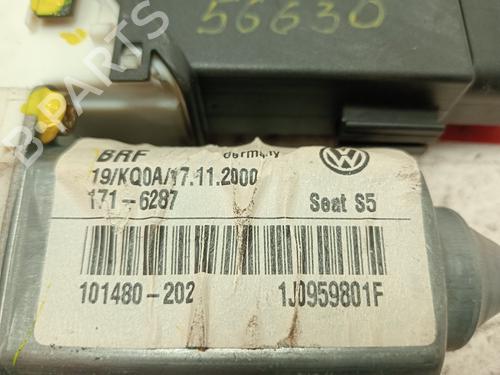 56630
BRF germany
19/KQ0A/17.11.2000
171-6287 Seat S5
101480-202 1J0959801F
B-PARTS